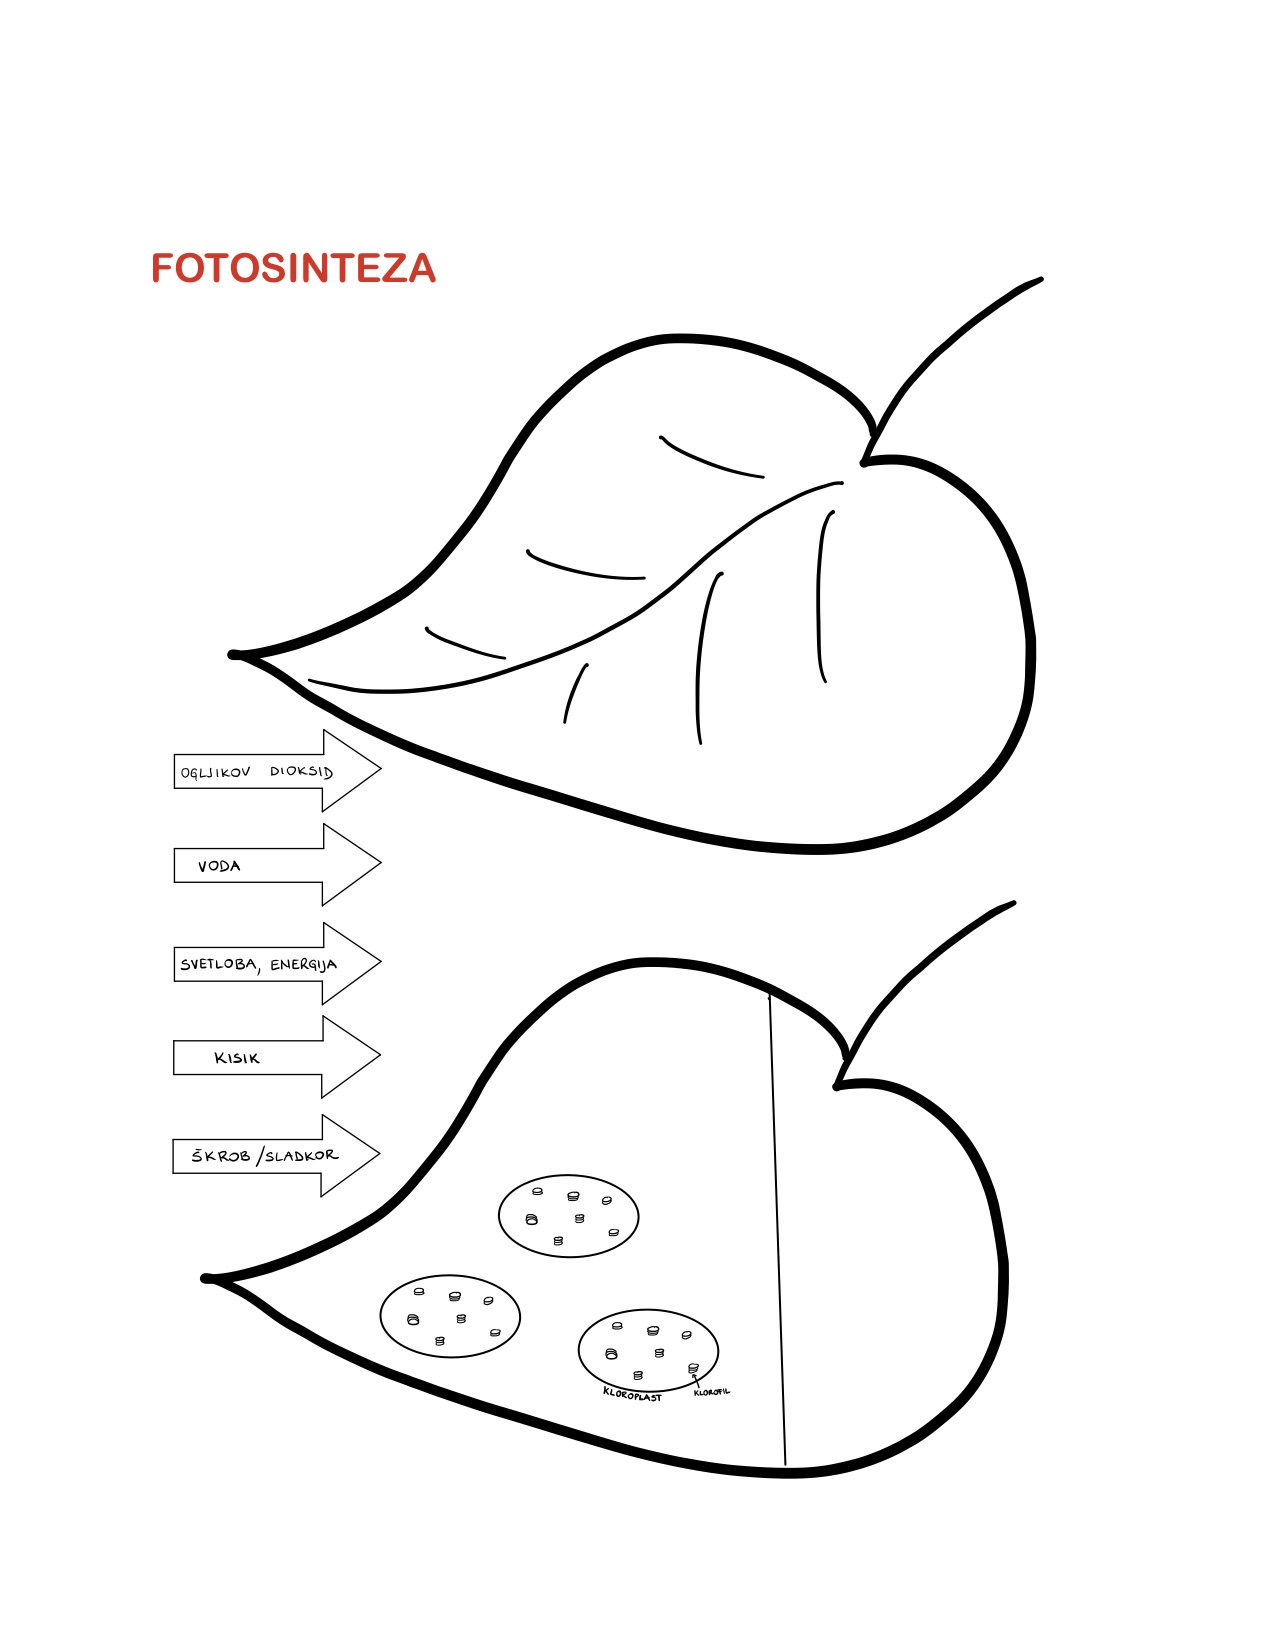 FOTOSINTEZA
OGLJIKOV DIOKSID
VODA
SVETLOBA, ENERGIJA
KISIK
ŠKROB/SLADKOR
KLOROPLAST
KLOROFIL